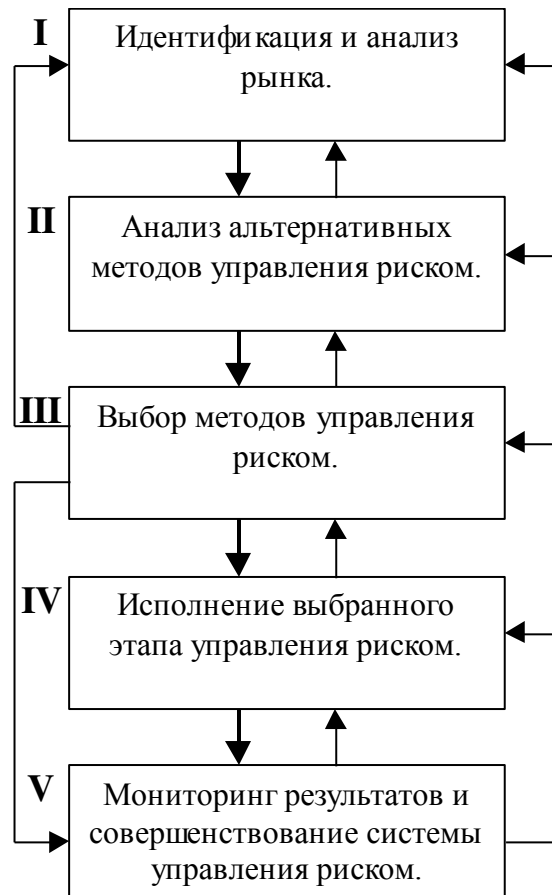 I
Идентификация и анализ
рынка.
II
Анализ альтернативных
методов управления риском.
III
Выбор методов управления
риском.
IV
Исполнение выбранного
этапа управления риском.
V
Мониторинг результатов и
совершенствование системы
управления риском.